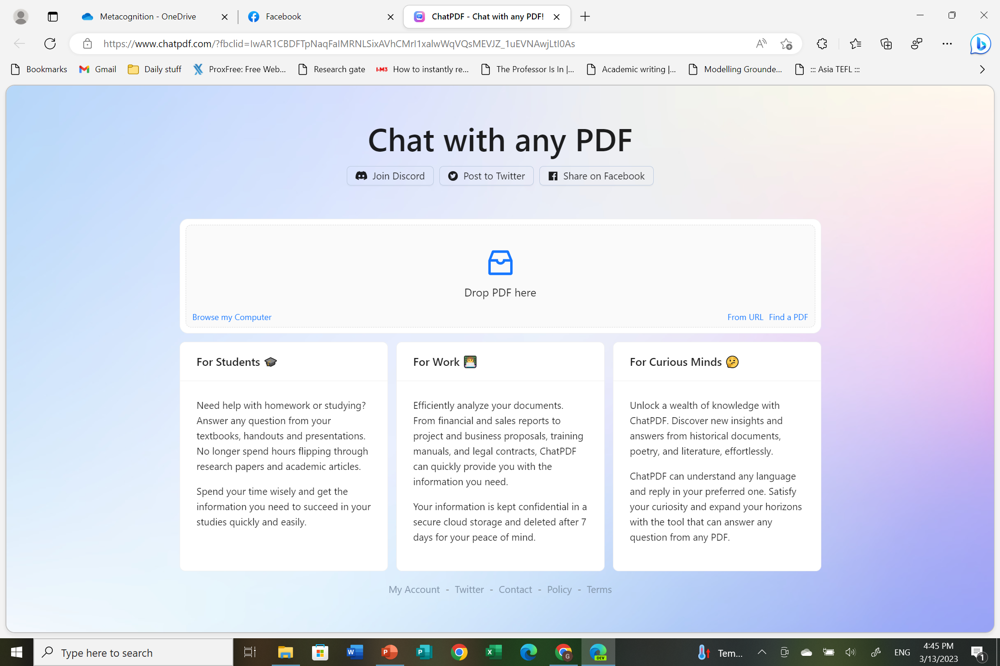 Metacognition - OneDrive
Facebook
ChatPDF - Chat with any PDF!
https://www.chatpdf.com/?fbclid=IwAR1CBDFTpNaqFaIMRNLSixAVhCMrI1xalwWqVQsMEVJZ_1uEVNAwjLtI0As
Bookmarks
Gmail
Daily stuff
ProxFree: Free Web...
Research gate
How to instantly re...
The Professor Is In |...
Academic writing |...
Modelling Grounde...
::: Asia TEFL :::
Chat with any PDF
Join Discord
Post to Twitter
Share on Facebook
Drop PDF here
Browse my Computer
From URL
Find a PDF
For Students
Need help with homework or studying?
Answer any question from your
textbooks, handouts and presentations.
No longer spend hours flipping through
research papers and academic articles.
Spend your time wisely and get the
information you need to succeed in your
studies quickly and easily.
For Work
Efficiently analyze your documents.
From financial and sales reports to
project and business proposals, training
manuals, and legal contracts, ChatPDF
can quickly provide you with the
information you need.
Your information is kept confidential in a
secure cloud storage and deleted after 7
days for your peace of mind.
For Curious Minds
Unlock a wealth of knowledge with
ChatPDF. Discover new insights and
answers from historical documents,
poetry, and literature, effortlessly.
ChatPDF can understand any language
and reply in your preferred one. Satisfy
your curiosity and expand your horizons
with the tool that can answer any
question from any PDF.
My Account - Twitter - Contact - Policy - Terms
Type here to search
Tem...
ENG
4:45 PM
3/13/2023
1